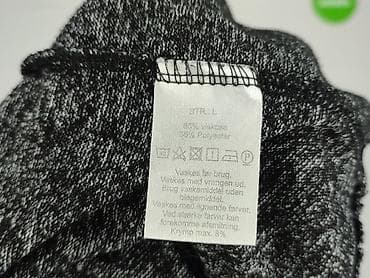 STR.: L
65% Viskose
35% Polyester
Vaskes før brug.
Vaskes med vrangen ud.
Brug vaskemiddel uden
blegemiddel.
Vaskes med lignende farver.
Ved stærke farver kan
forekomme afsmitning.
Krymp max. 8%